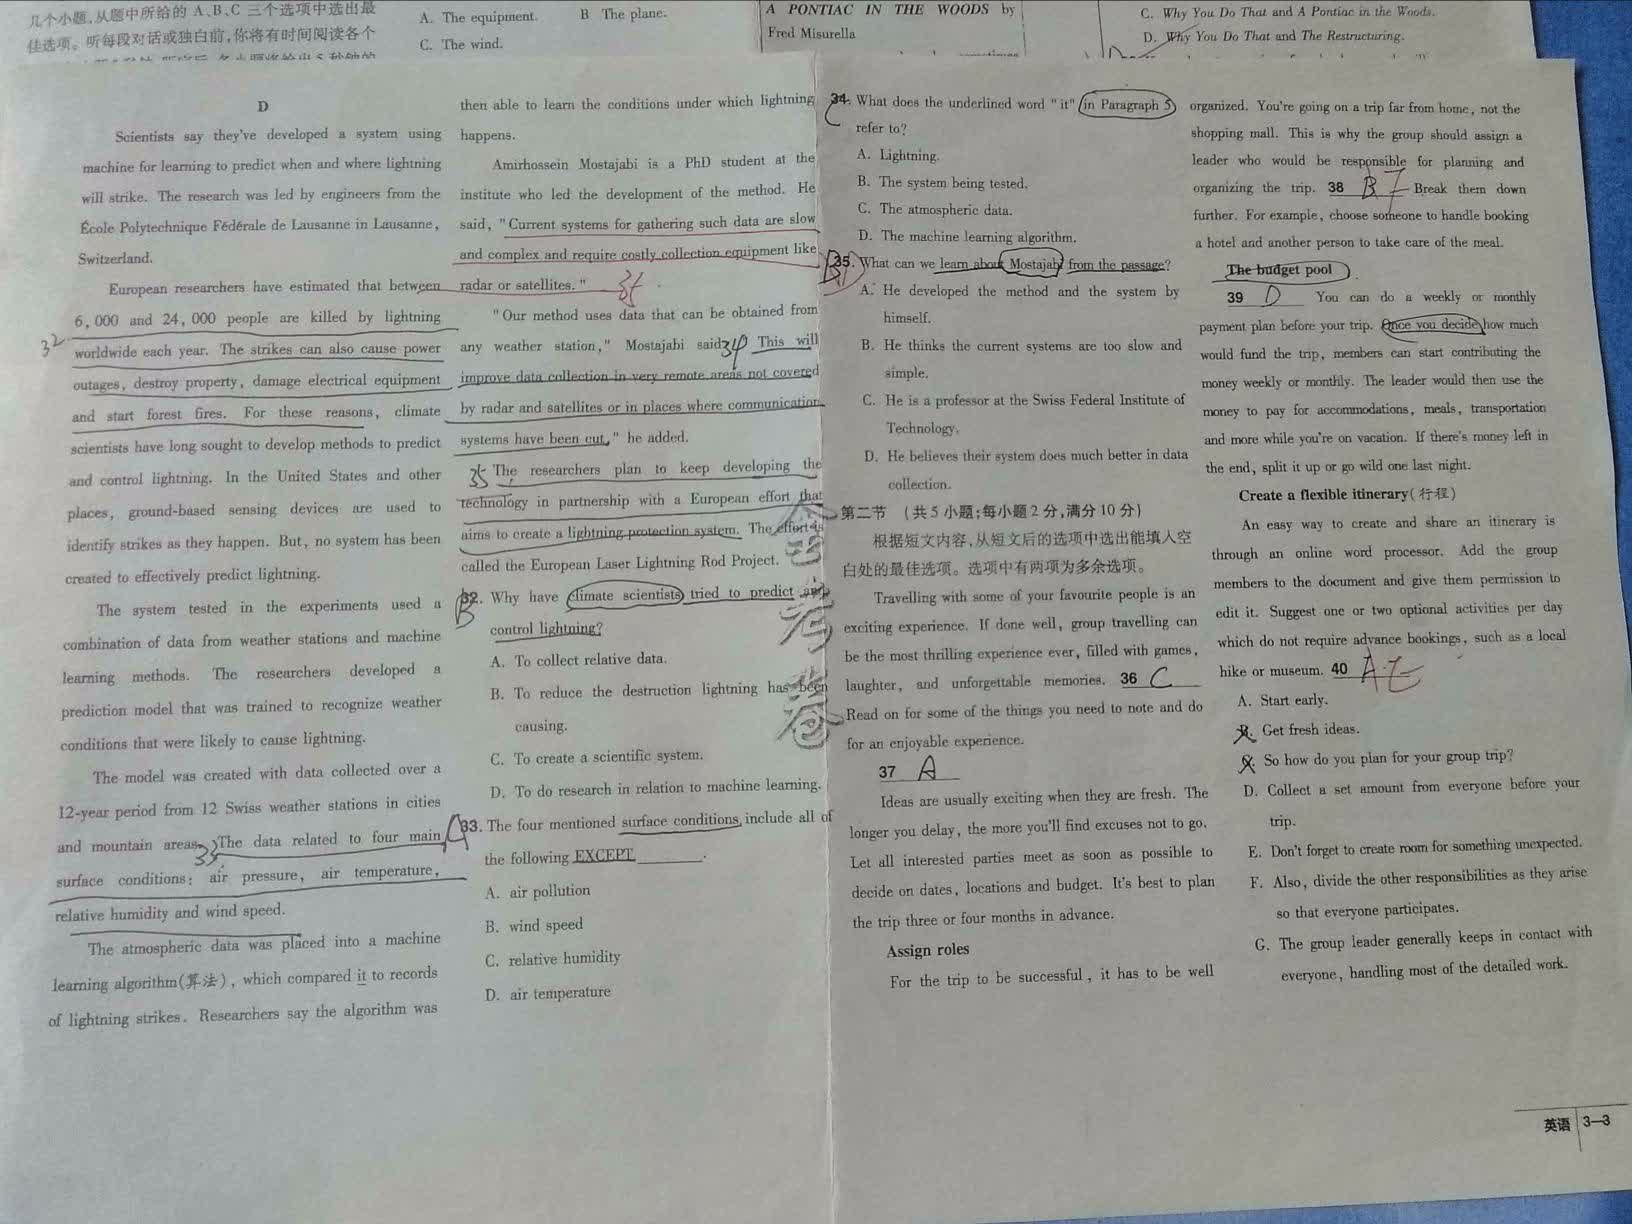 几个小题,从题中所给的A、B、C三个选项中选出最
佳选项。听每段对话或独白前,你将有时间阅读各个
A. The equipment.
B The plane.
C. The wind.
A PONTIAC IN THE WOODS by
Fred Misurella
C. Why You Do That and A Pontiac in the Woods.
D. Why You Do That and The Restructuring.
D
Scientists say they've developed a system using
machine for learning to predict when and where lightning
will strike. The research was led by engineers from the
École Polytechnique Fédérale de Lausanne in Lausanne,
Switzerland.
European researchers have estimated that between
6,000 and 24,000 people are killed by lightning
32
worldwide each year. The strikes can also cause power
outages, destroy property, damage electrical equipment
and start forest fires. For these reasons, climate
scientists have long sought to develop methods to predict
and control lightning. In the United States and other
places, ground-based sensing devices are used to
identify strikes as they happen. But, no system has been
created to effectively predict lightning.
The system tested in the experiments used a
combination of data from weather stations and machine
learning methods. The researchers developed a
prediction model that was trained to recognize weather
conditions that were likely to cause lightning.
The model was created with data collected over a
12-year period from 12 Swiss weather stations in cities
and mountain areas. 33 The data related to four main
surface conditions: air pressure, air temperature,
relative humidity and wind speed.
The atmospheric data was placed into a machine
learning algorithm(算法), which compared it to records
of lightning strikes. Researchers say the algorithm was
then able to learn the conditions under which lightning
happens.
Amirhossein Mostajabi is a PhD student at the
institute who led the development of the method. He
said, "Current systems for gathering such data are slow
and complex and require costly collection equipment like
radar or satellites."
"Our method uses data that can be obtained from
any weather station," Mostajabi said. 34 This will
improve data collection in very remote areas not covered
by radar and satellites or in places where communication
systems have been cut," he added.
35 The researchers plan to keep developing the
technology in partnership with a European effort that
aims to create a lightning protection system. The effort is
called the European Laser Lightning Rod Project.
B
32. Why have climate scientists tried to predict and
control lightning?
A. To collect relative data.
B. To reduce the destruction lightning has been
causing.
C. To create a scientific system.
D. To do research in relation to machine learning.
33. The four mentioned surface conditions include all of
the following EXCEPT ______.
A. air pollution
B. wind speed
C. relative humidity
D. air temperature
金考卷
34. What does the underlined word "it" in Paragraph 5
refer to?
A. Lightning.
B. The system being tested.
C. The atmospheric data.
D. The machine learning algorithm.
35. What can we learn about Mostajabi from the passage?
A. He developed the method and the system by
himself.
B. He thinks the current systems are too slow and
simple.
C. He is a professor at the Swiss Federal Institute of
Technology.
D. He believes their system does much better in data
collection.
第二节 (共5小题;每小题2分,满分10分)
根据短文内容,从短文后的选项中选出能填入空
白处的最佳选项。选项中有两项为多余选项。
Travelling with some of your favourite people is an
exciting experience. If done well, group travelling can
be the most thrilling experience ever, filled with games,
laughter, and unforgettable memories. 36 C
Read on for some of the things you need to note and do
for an enjoyable experience.
37 A
Ideas are usually exciting when they are fresh. The
longer you delay, the more you'll find excuses not to go.
Let all interested parties meet as soon as possible to
decide on dates, locations and budget. It's best to plan
the trip three or four months in advance.
Assign roles
For the trip to be successful, it has to be well
organized. You're going on a trip far from home, not the
shopping mall. This is why the group should assign a
leader who would be responsible for planning and
organizing the trip. 38 B F Break them down
further. For example, choose someone to handle booking
a hotel and another person to take care of the meal.
The budget pool
39 D You can do a weekly or monthly
payment plan before your trip. Once you decide how much
would fund the trip, members can start contributing the
money weekly or monthly. The leader would then use the
money to pay for accommodations, meals, transportation
and more while you're on vacation. If there's money left in
the end, split it up or go wild one last night.
Create a flexible itinerary(行程)
An easy way to create and share an itinerary is
through an online word processor. Add the group
members to the document and give them permission to
edit it. Suggest one or two optional activities per day
which do not require advance bookings, such as a local
hike or museum. 40 A E
A. Start early.
B. Get fresh ideas.
C. So how do you plan for your group trip?
D. Collect a set amount from everyone before your
trip.
E. Don't forget to create room for something unexpected.
F. Also, divide the other responsibilities as they arise
so that everyone participates.
G. The group leader generally keeps in contact with
everyone, handling most of the detailed work.
英语 3—3